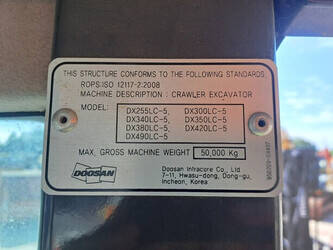 THIS STRUCTURE CONFORMS TO THE FOLLOWING STANDARDS.
ROPS:ISO 12117-2:2008
MACHINE DESCRIPTION : CRAWLER EXCAVATOR
MODEL:
DX255LC-5, DX300LC-5
DX340LC-5, DX350LC-5
DX380LC-5, DX420LC-5
DX490LC-5
MAX. GROSS MACHINE WEIGHT 50,000 Kg
DOOSAN
Doosan Infracore Co., Ltd
7-11, Hwasu-dong, Dong-gu,
Incheon, Korea